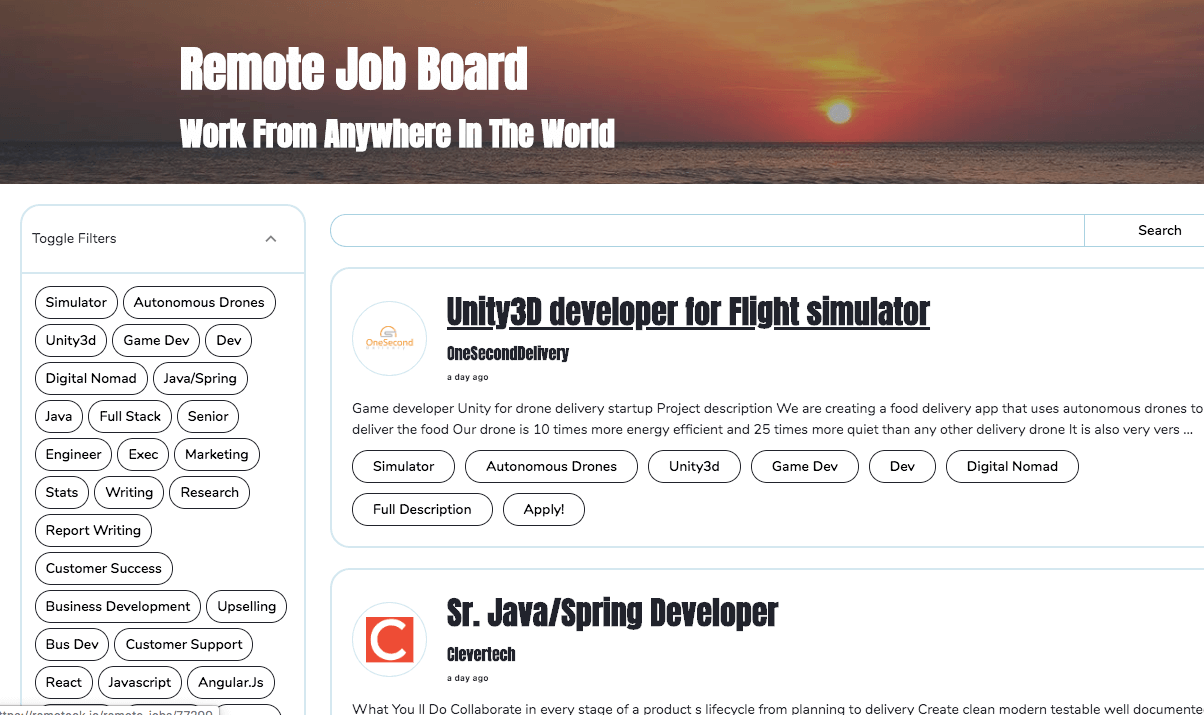 Remote Job Board
Work From Anywhere In The World
Toggle Filters
Simulator Autonomous Drones
Unity3d Game Dev Dev
Digital Nomad Java/Spring
Java Full Stack Senior
Engineer Exec Marketing
Stats Writing Research
Report Writing
Customer Success
Business Development Upselling
Bus Dev Customer Support
React Javascript Angular.Js
Search
Unity3D developer for Flight simulator
OneSecond
OneSecondDelivery
a day ago
Game developer Unity for drone delivery startup Project description We are creating a food delivery app that uses autonomous drones to
deliver the food Our drone is 10 times more energy efficient and 25 times more quiet than any other delivery drone It is also very vers ...
Simulator Autonomous Drones Unity3d Game Dev Dev Digital Nomad
Full Description Apply!
C
Sr. Java/Spring Developer
Clevertech
a day ago
What You ll Do Collaborate in every stage of a product s lifecycle from planning to delivery Create clean modern testable well documente